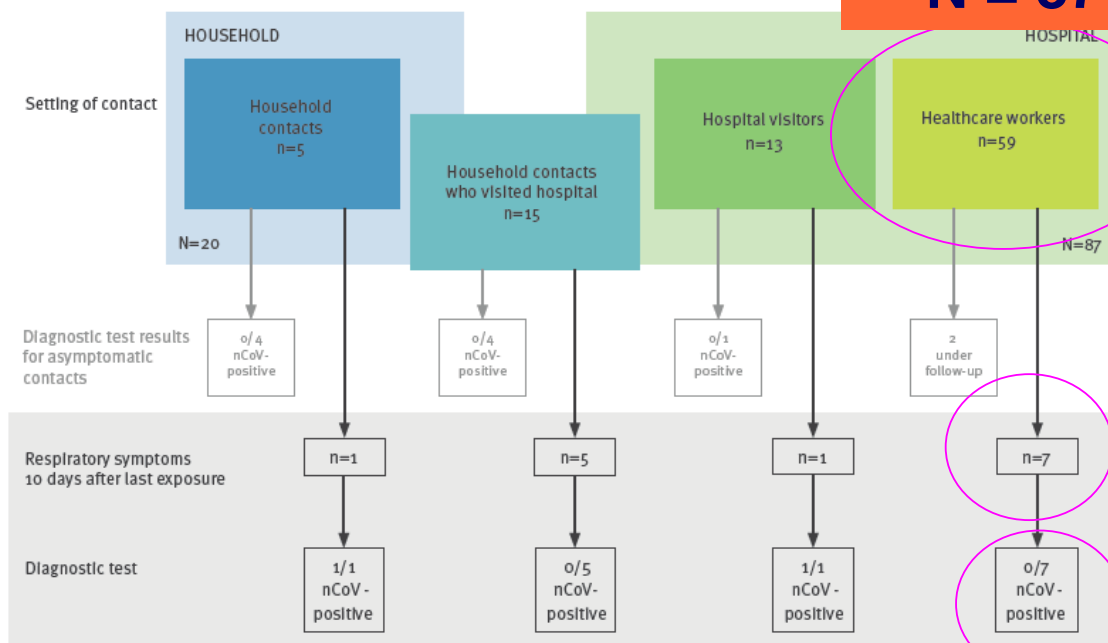 N =
HOUSEHOLD
HOSPITAL
Setting of contact
Household
contacts
n=5
Household contacts
who visited hospital
n=15
Hospital visitors
n=13
Healthcare workers
n=59
N=20
N=87
Diagnostic test results
for asymptomatic
contacts
0/4
nCoV-
positive
0/4
nCoV-
positive
0/1
nCoV-
positive
2
under
follow-up
Respiratory symptoms
10 days after last exposure
n=1
n=5
n=1
n=7
Diagnostic test
1/1
nCoV -
positive
0/5
nCoV-
positive
1/1
nCoV -
positive
0/7
nCoV-
positive